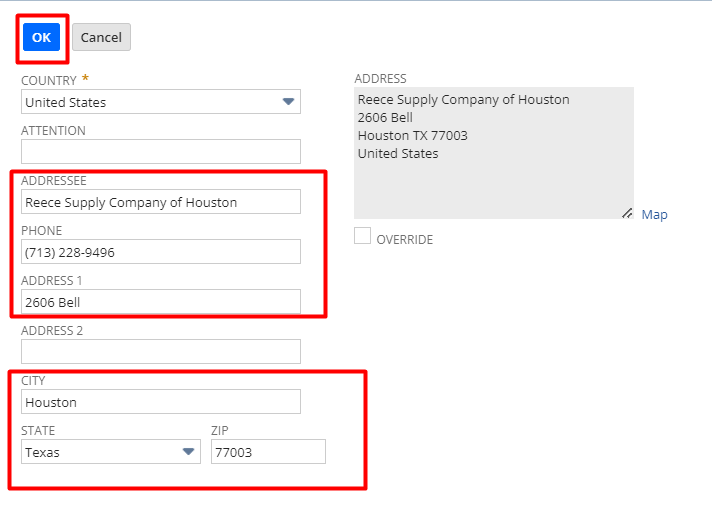 OK Cancel
COUNTRY *
United States
ATTENTION
ADDRESSEE
Reece Supply Company of Houston
PHONE
(713) 228-9496
ADDRESS 1
2606 Bell
ADDRESS 2
CITY
Houston
STATE ZIP
Texas 77003
ADDRESS
Reece Supply Company of Houston
2606 Bell
Houston TX 77003
United States
Map
OVERRIDE